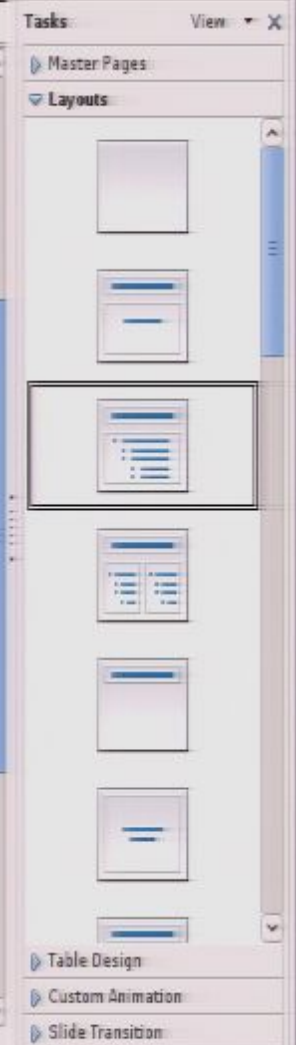 Tasks View
Master Pages
Layouts
Table Design
Custom Animation
Slide Transition